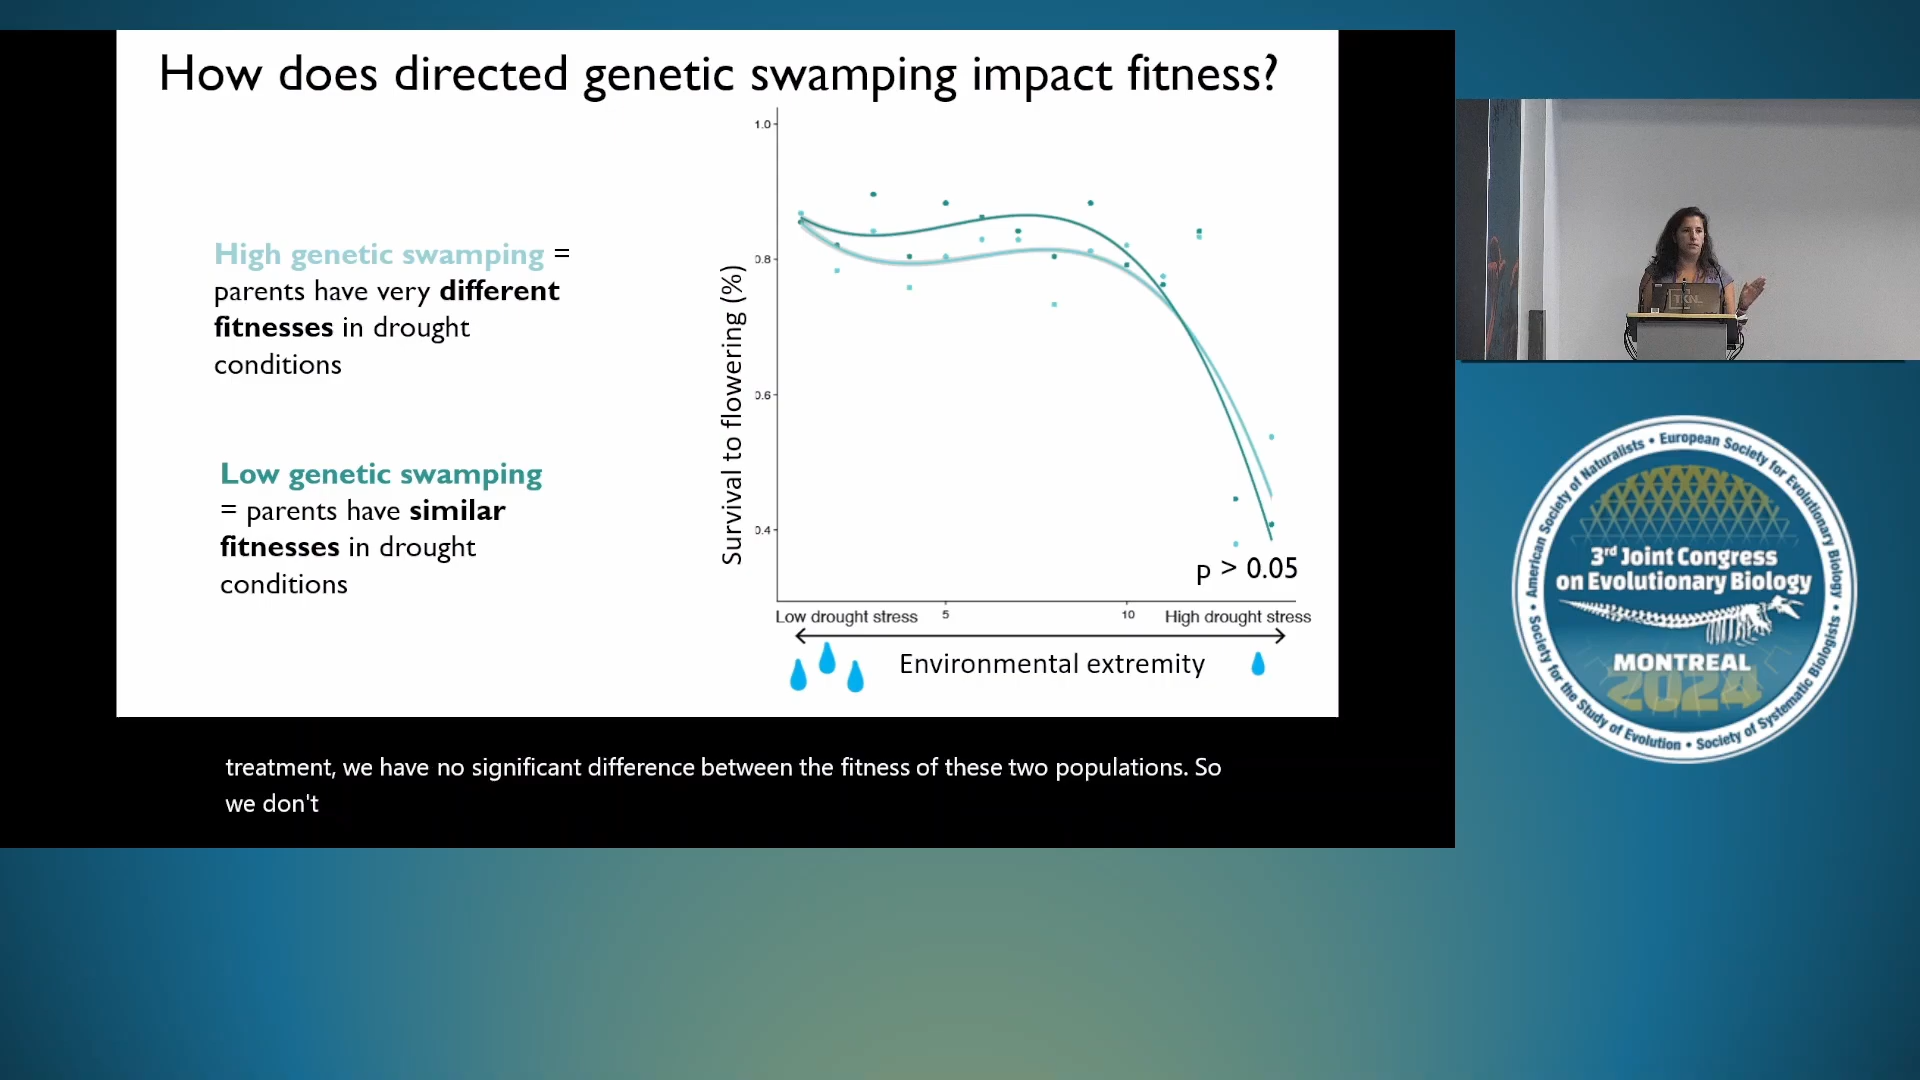 How does directed genetic swamping impact fitness?
High genetic swamping =
parents have very different
fitnesses in drought
conditions
Low genetic swamping
= parents have similar
fitnesses in drought
conditions
Survival to flowering (%)
1.0
0.8
0.6
0.4
p > 0.05
Low drought stress 5 10 High drought stress
Environmental extremity
treatment, we have no significant difference between the fitness of these two populations. So
we don't
TKN
American Society of Naturalists • European Society for Evolutionary Biology • Society of Systematic Biologists • Society for the Study of Evolution •
3rd Joint Congress
on Evolutionary Biology
MONTREAL
2024